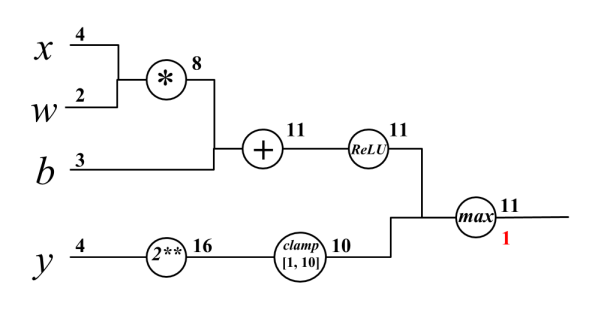 x 4
* 8
w 2
b 3
+ 11
ReLU 11
max 11
1
y 4
2** 16
clamp
[1, 10] 10